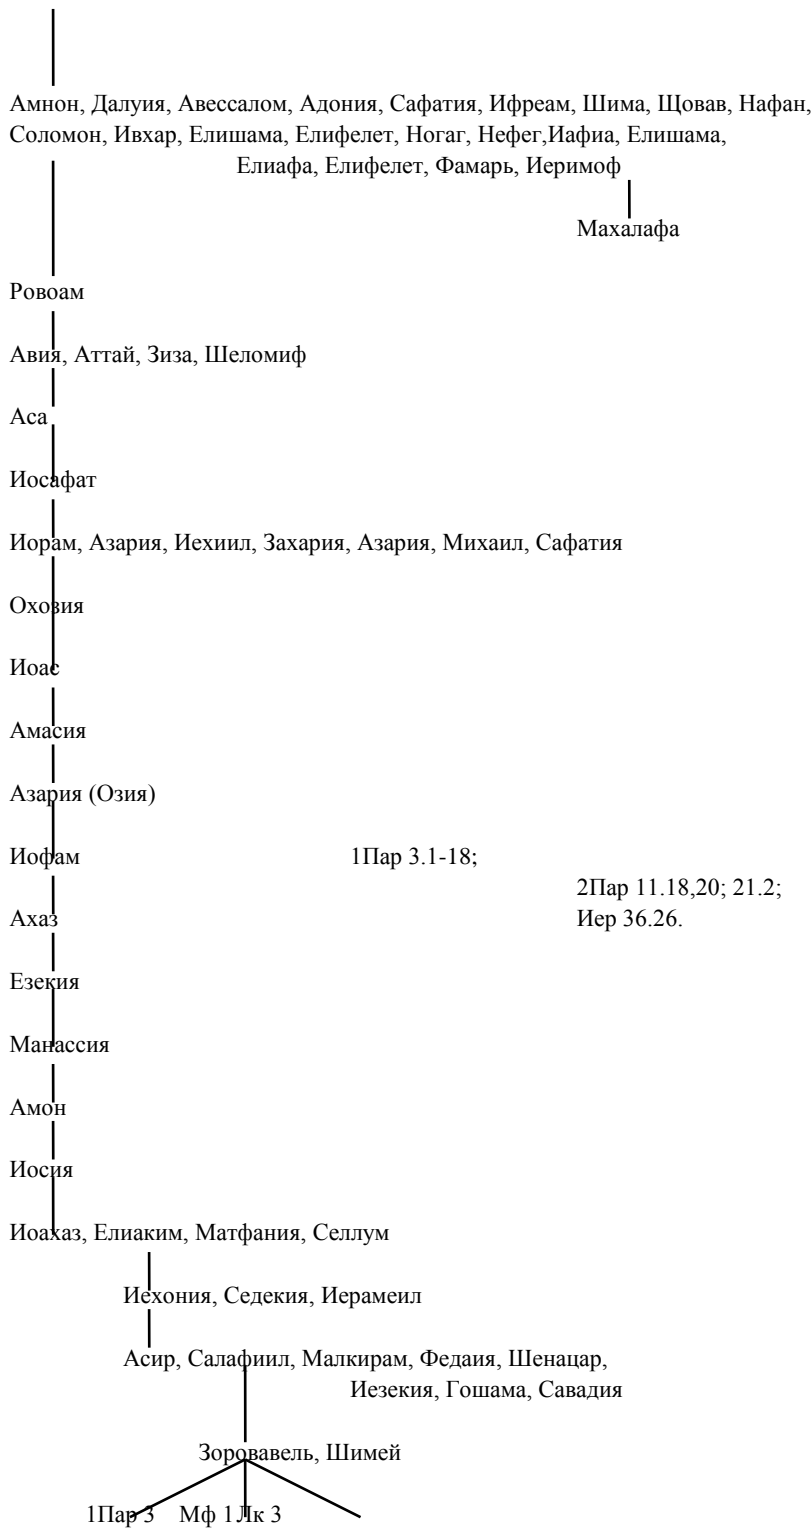 Амнон, Далуия, Авессалом, Адония, Сафатия, Ифреам, Шима, Щовав, Нафан,
Соломон, Ивхар, Елишама, Елифелет, Ногаг, Нефег,Иафиа, Елишама,
Елиафа, Елифелет, Фамарь, Иеримоф
Махалафа
Ровоам
Авия, Аттай, Зиза, Шеломиф
Аса
Иосафат
Иорам, Азария, Иехиил, Захария, Азария, Михаил, Сафатия
Охозия
Иоас
Амасия
Азария (Озия)
Иофам 1Пар 3.1-18;
2Пар 11.18,20; 21.2;
Ахаз Иер 36.26.
Езекия
Манассия
Амон
Иосия
Иоахаз, Елиаким, Матфания, Селлум
Иехония, Седекия, Иерамеил
Асир, Салафиил, Малкирам, Федаия, Шенацар,
Иезекия, Гошама, Савадия
Зоровавель, Шимей
1Пар 3 Мф 1 Лк 3